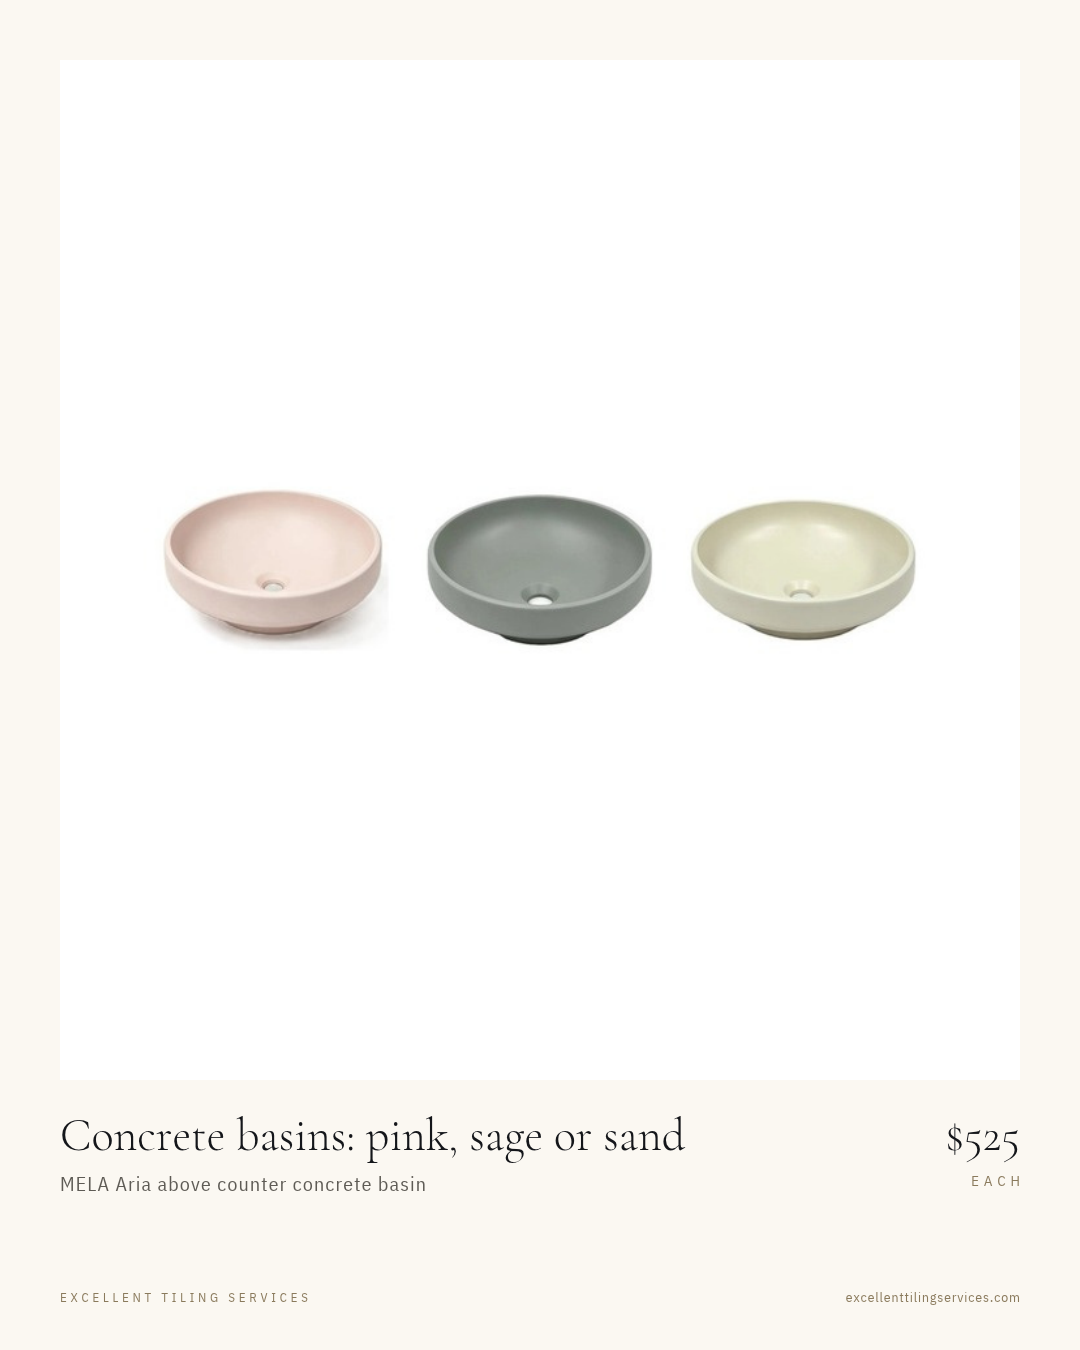 Concrete basins: pink, sage or sand
$525
MELA Aria above counter concrete basin
EACH
EXCELLENT TILING SERVICES
excellenttilingservices.com